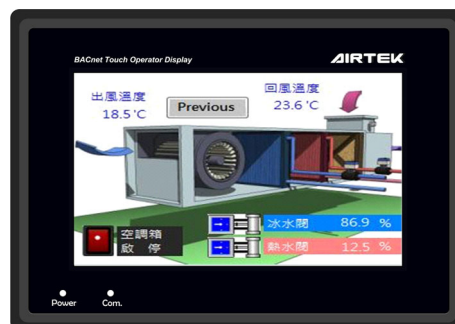 BACnet Touch Operator Display
AIRTEK
出風溫度
18.5 'C
Previous
回風溫度
23.6 'C
冰水閥 86.9 %
空調箱
啟 停
熱水閥 12.5 %
Power Com.